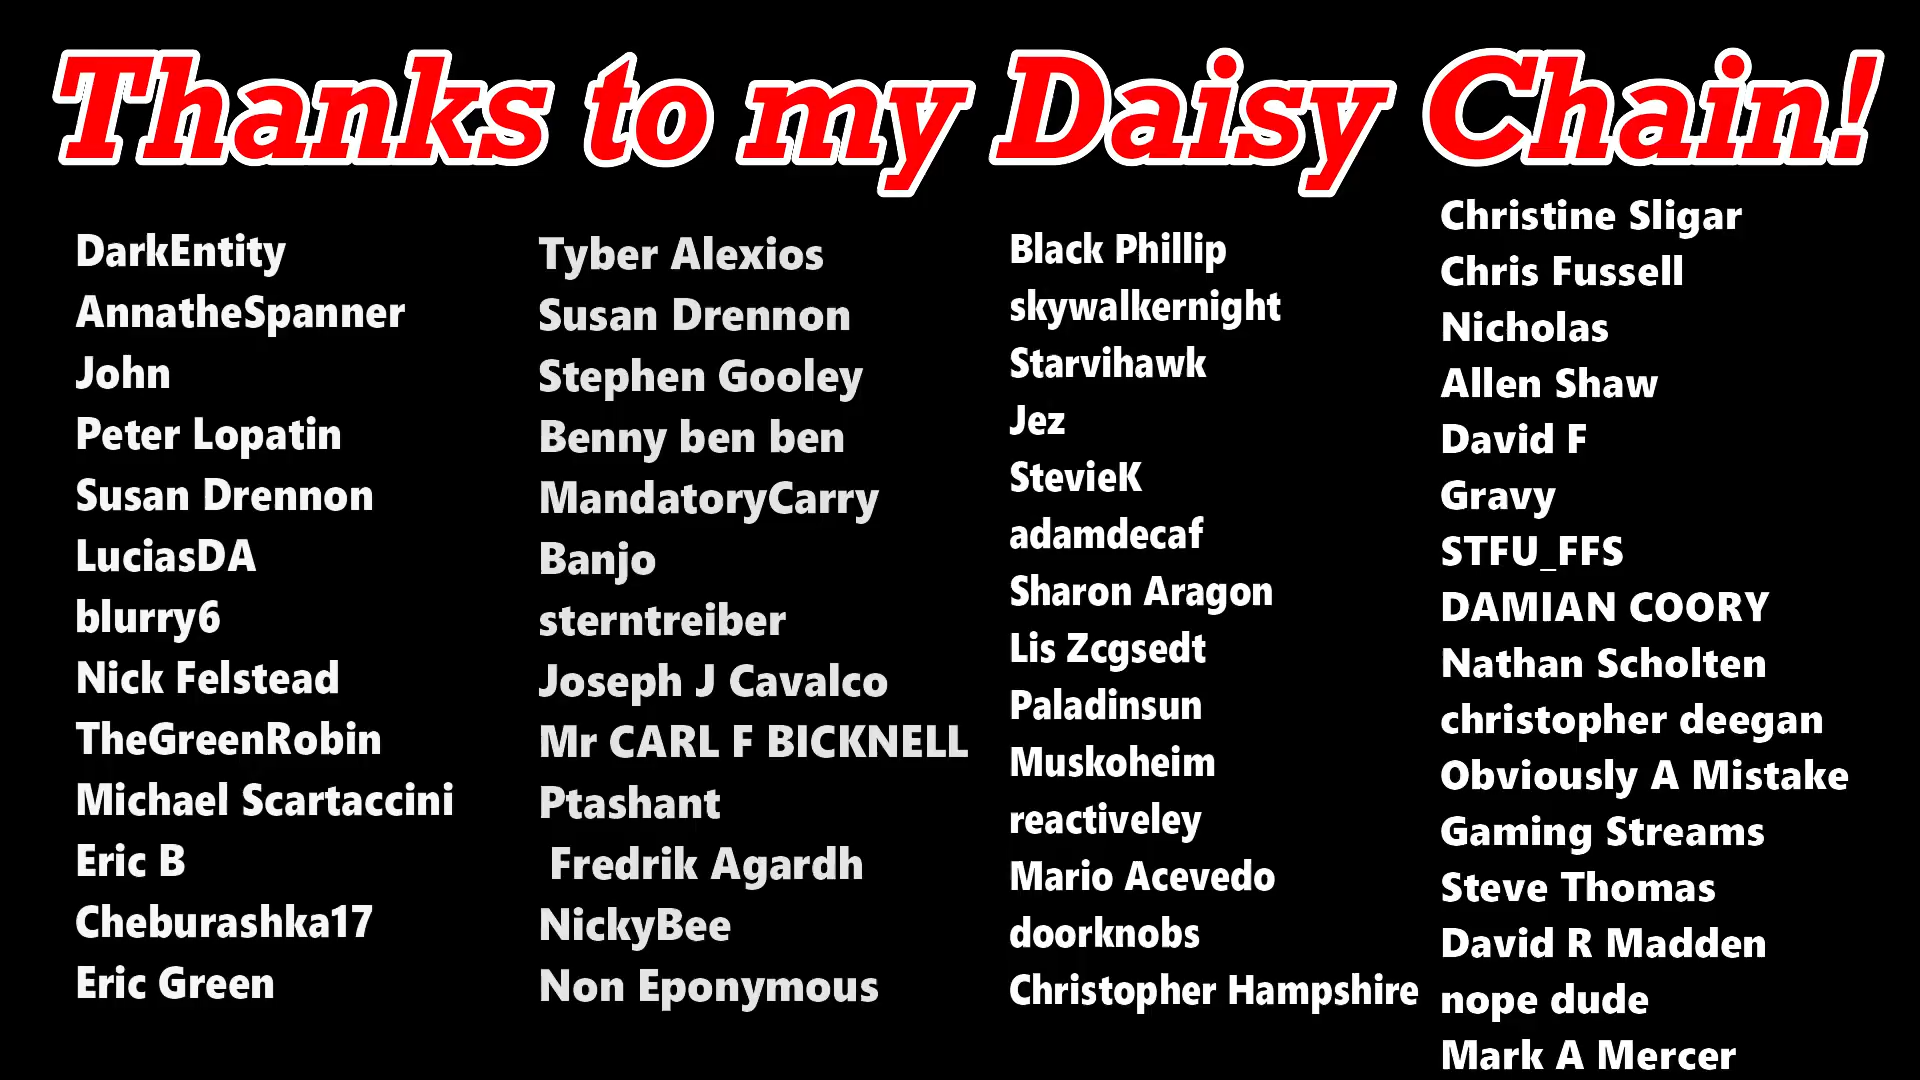 Thanks to my Daisy Chain!
DarkEntity
AnnatheSpanner
John
Peter Lopatin
Susan Drennon
LuciasDA
blurry6
Nick Felstead
TheGreenRobin
Michael Scartaccini
Eric B
Cheburashka17
Eric Green
Tyber Alexios
Susan Drennon
Stephen Gooley
Benny ben ben
MandatoryCarry
Banjo
sterntreiber
Joseph J Cavalco
Mr CARL F BICKNELL
Ptashant
Fredrik Agardh
NickyBee
Non Eponymous
Black Phillip
skywalkernight
Starvihawk
Jez
StevieK
adamdecaf
Sharon Aragon
Lis Zcgsedt
Paladinsun
Muskoheim
reactiveley
Mario Acevedo
doorknobs
Christopher Hampshire
Christine Sligar
Chris Fussell
Nicholas
Allen Shaw
David F
Gravy
STFU_FFS
DAMIAN COORY
Nathan Scholten
christopher deegan
Obviously A Mistake
Gaming Streams
Steve Thomas
David R Madden
nope dude
Mark A Mercer